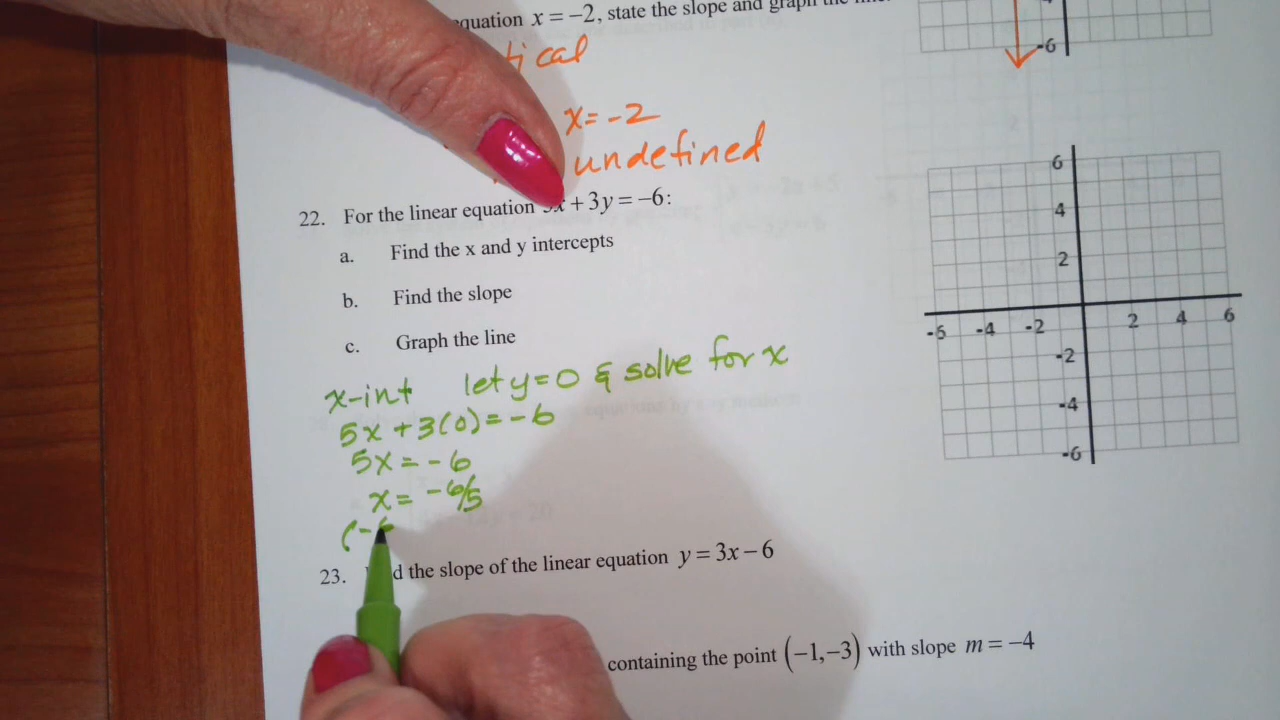 equation x = −2, state the slope and graph the line
tical
x = -2
undefined
-6
22. For the linear equation x + 3y = −6:
a. Find the x and y intercepts
b. Find the slope
c. Graph the line
x-int let y=0 & solve for x
5x + 3(0) = -6
5x = -6
x = -6/5
(-6
23. d the slope of the linear equation y = 3x − 6
containing the point (−1,−3) with slope m = −4
6
4
2
-6 -4 -2 2 4 6
-2
-4
-6